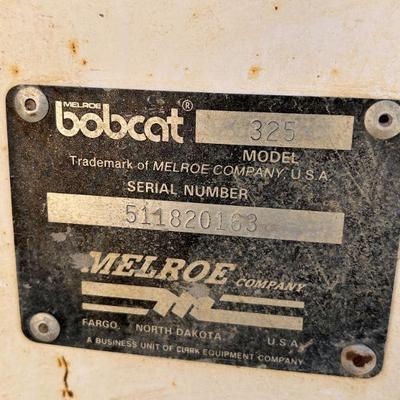 MELROE
bobcat® 325
MODEL
Trademark of MELROE COMPANY, U.S.A.
SERIAL NUMBER
511820163
MELROE COMPANY
m
FARGO, NORTH DAKOTA U.S.A.
A BUSINESS UNIT OF CLARK EQUIPMENT COMPANY